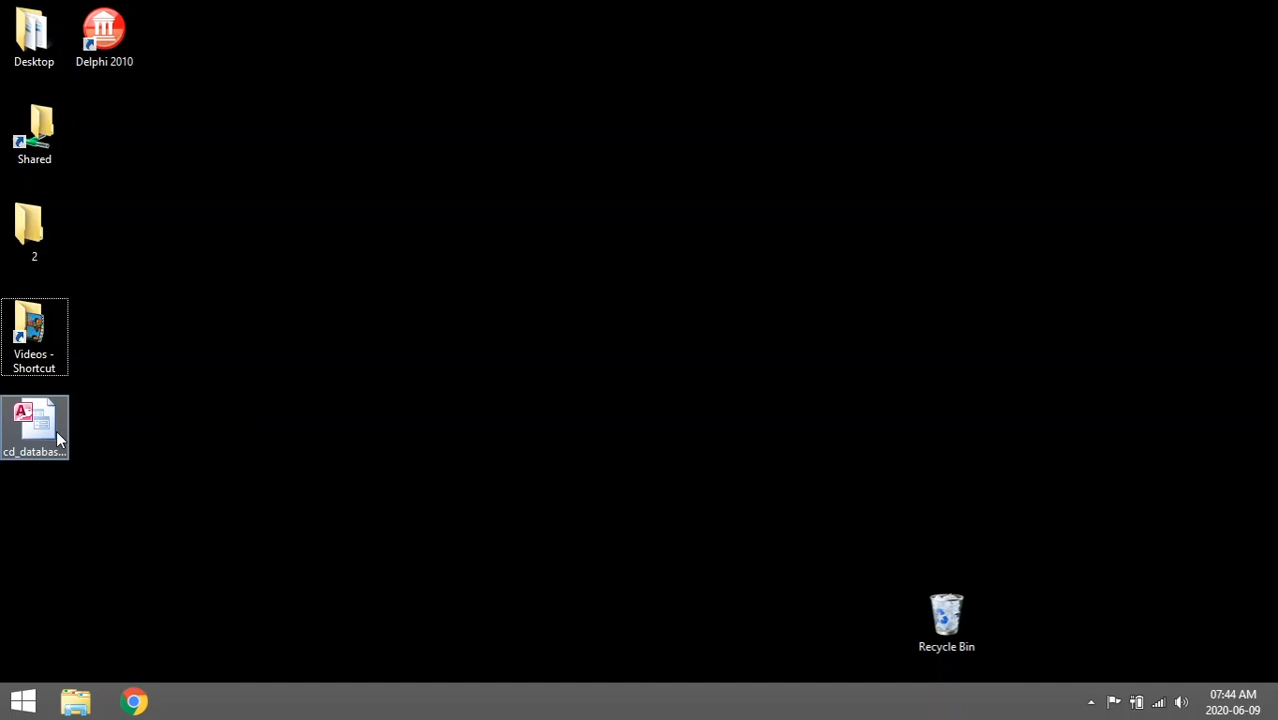 Desktop
Delphi 2010
Shared
2
Videos -
Shortcut
A
cd_databas...
Recycle Bin
07:44 AM
2020-06-09